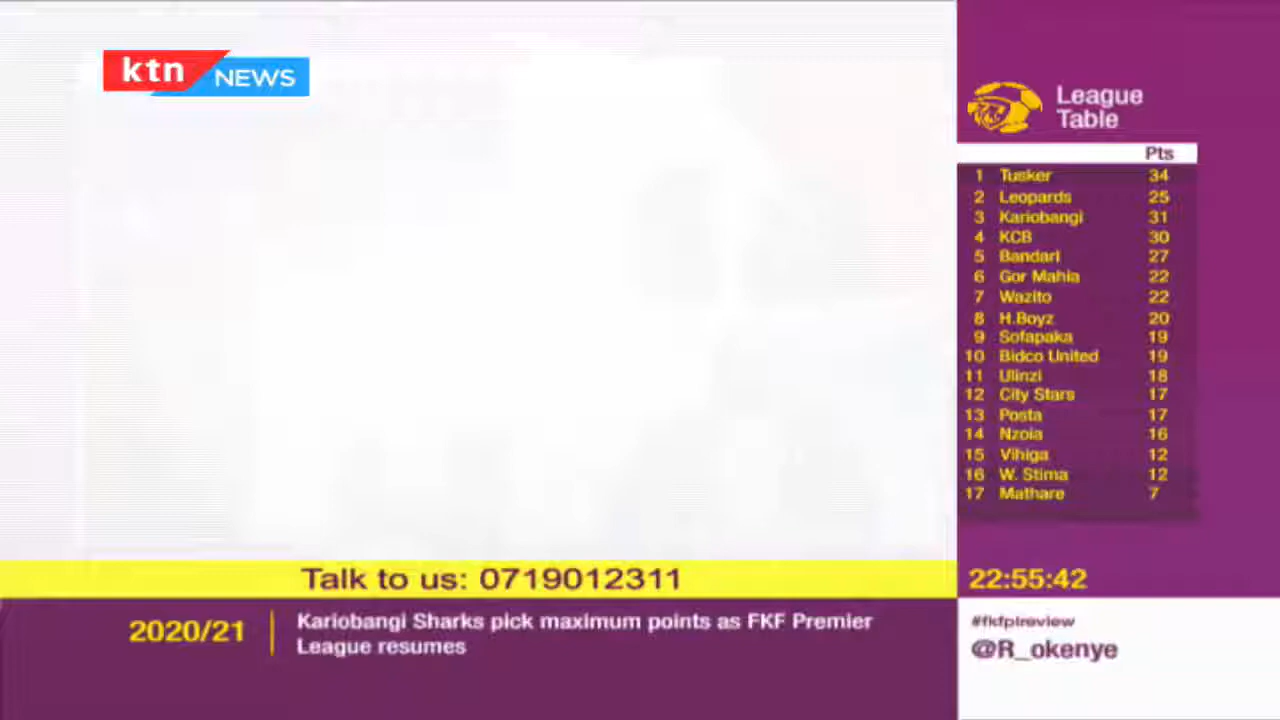 ktn NEWS
League
Table
Pts
1 Tusker 34
2 Leopards 25
3 Kariobangi 31
4 KCB 30
5 Bandari 27
6 Gor Mahia 22
7 Wazito 22
8 H.Boyz 20
9 Sofapaka 19
10 Bidco United 19
11 Ulinzi 18
12 City Stars 17
13 Posta 17
14 Nzoia 16
15 Vihiga 12
16 W. Stima 12
17 Mathare 7
Talk to us: 0719012311
22:55:42
2020/21
Kariobangi Sharks pick maximum points as FKF Premier
League resumes
#fkfplreview
@R_okenye